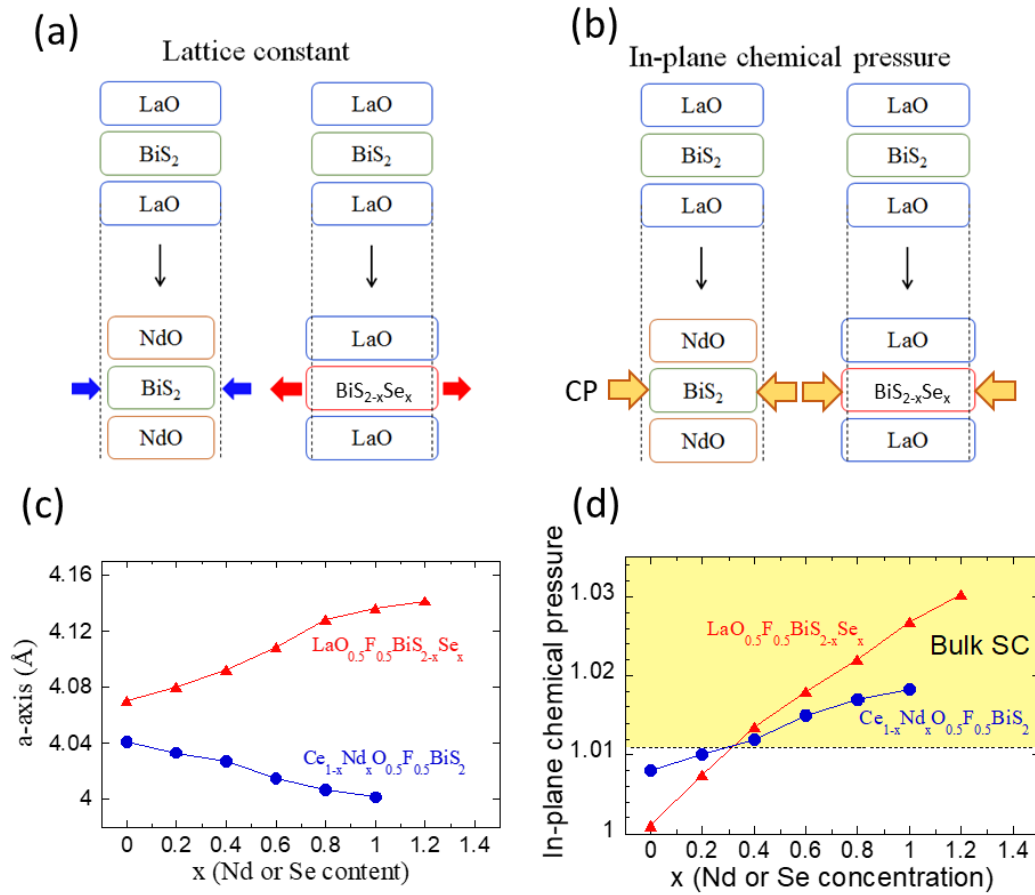 (a)
Lattice constant
LaO
LaO
BiS₂
BiS₂
LaO
LaO
NdO
LaO
BiS₂
BiS₂₋ₓSeₓ
NdO
LaO
(b)
In-plane chemical pressure
LaO
LaO
BiS₂
BiS₂
LaO
LaO
NdO
LaO
CP
BiS₂
BiS₂₋ₓSeₓ
NdO
LaO
(c)
a-axis (Å)
4.16
4.12
4.08
4.04
4
LaO₀.₅F₀.₅BiS₂₋ₓSeₓ
Ce₁₋ₓNdₓO₀.₅F₀.₅BiS₂
0 0.2 0.4 0.6 0.8 1 1.2 1.4
x (Nd or Se content)
(d)
In-plane chemical pressure
1.03
1.02
1.01
1
LaO₀.₅F₀.₅BiS₂₋ₓSeₓ
Bulk SC
Ce₁₋ₓNdₓO₀.₅F₀.₅BiS₂
0 0.2 0.4 0.6 0.8 1 1.2 1.4
x (Nd or Se concentration)